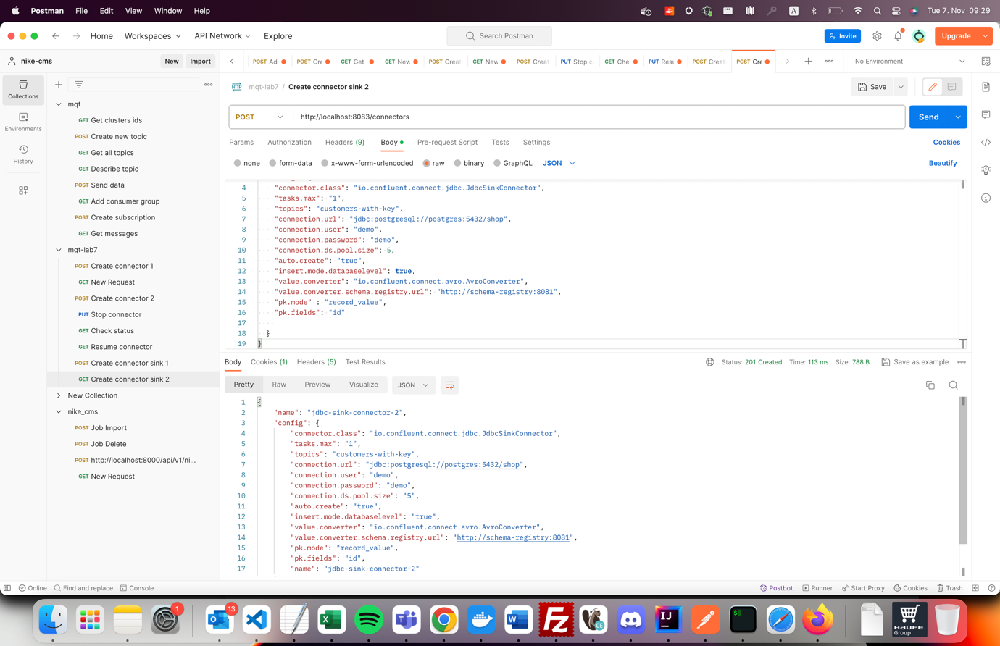 Postman File Edit View Window Help
A
Tue 7. Nov 09:29
Home Workspaces API Network Explore
Search Postman
Invite
Upgrade
nike-cms
New Import
POST Ad
POST Cre
GET Get
GET New
POST Creat
GET New
POST Creat
PUT Stop c
GET Che
PUT Res
POST Creat
POST Cre
No Environment
Collections
Environments
History
mqt
GET Get clusters ids
POST Create new topic
GET Get all topics
GET Describe topic
POST Send data
GET Add consumer group
POST Create subscription
GET Get messages
mqt-lab7
POST Create connector 1
GET New Request
POST Create connector 2
PUT Stop connector
GET Check status
GET Resume connector
POST Create connector sink 1
GET Create connector sink 2
New Collection
nike_cms
POST Job Import
POST Job Delete
POST http://localhost:8000/api/v1/ni...
GET New Request
HTTP mqt-lab7 / Create connector sink 2
Save
POST http://localhost:8083/connectors
Send
Params Authorization Headers (9) Body Pre-request Script Tests Settings
Cookies
none form-data x-www-form-urlencoded raw binary GraphQL JSON
Beautify
4 "connector.class": "io.confluent.connect.jdbc.JdbcSinkConnector",
5 "tasks.max": "1",
6 "topics": "customers-with-key",
7 "connection.url": "jdbc:postgresql://postgres:5432/shop",
8 "connection.user": "demo",
9 "connection.password": "demo",
10 "connection.ds.pool.size": 5,
11 "auto.create": "true",
12 "insert.mode.databaselevel": true,
13 "value.converter": "io.confluent.connect.avro.AvroConverter",
14 "value.converter.schema.registry.url": "http://schema-registry:8081",
15 "pk.mode" : "record_value",
16 "pk.fields": "id"
17
18 }
19 }
Body Cookies (1) Headers (5) Test Results
Status: 201 Created Time: 113 ms Size: 788 B
Save as example
Pretty Raw Preview Visualize JSON
1 {
2 "name": "jdbc-sink-connector-2",
3 "config": {
4 "connector.class": "io.confluent.connect.jdbc.JdbcSinkConnector",
5 "tasks.max": "1",
6 "topics": "customers-with-key",
7 "connection.url": "jdbc:postgresql://postgres:5432/shop",
8 "connection.user": "demo",
9 "connection.password": "demo",
10 "connection.ds.pool.size": "5",
11 "auto.create": "true",
12 "insert.mode.databaselevel": "true",
13 "value.converter": "io.confluent.connect.avro.AvroConverter",
14 "value.converter.schema.registry.url": "http://schema-registry:8081",
15 "pk.mode": "record_value",
16 "pk.fields": "id",
17 "name": "jdbc-sink-connector-2"
Online Find and replace Console
Postbot Runner Start Proxy Cookies Trash
1
13
CE
IJ
$
HAUFE.
Group